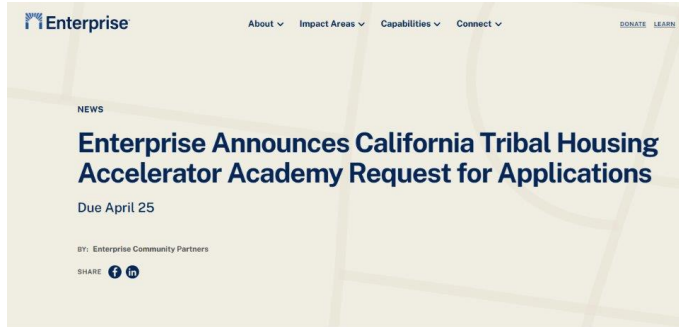 Enterprise
About Impact Areas Capabilities Connect
DONATE LEARN
NEWS
Enterprise Announces California Tribal Housing
Accelerator Academy Request for Applications
Due April 25
BY: Enterprise Community Partners
SHARE f in